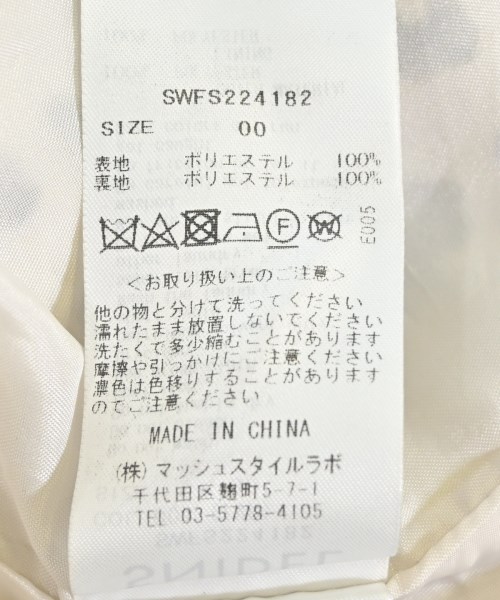 SWFS224182
SIZE 00
表地 ポリエステル 100%
裏地 ポリエステル 100%
F W
E005
<お取り扱い上のご注意>
他の物と分けて洗ってください
濡れたまま放置しないでください
洗たくで多少縮むことがあります
摩擦や引っかけにご注意ください
濃色は色移りすることがあります
のでご注意ください
MADE IN CHINA
(株)マッシュスタイルラボ
千代田区麹町5-7-1
TEL 03-5778-4105
SWFS224182
SNIDEL